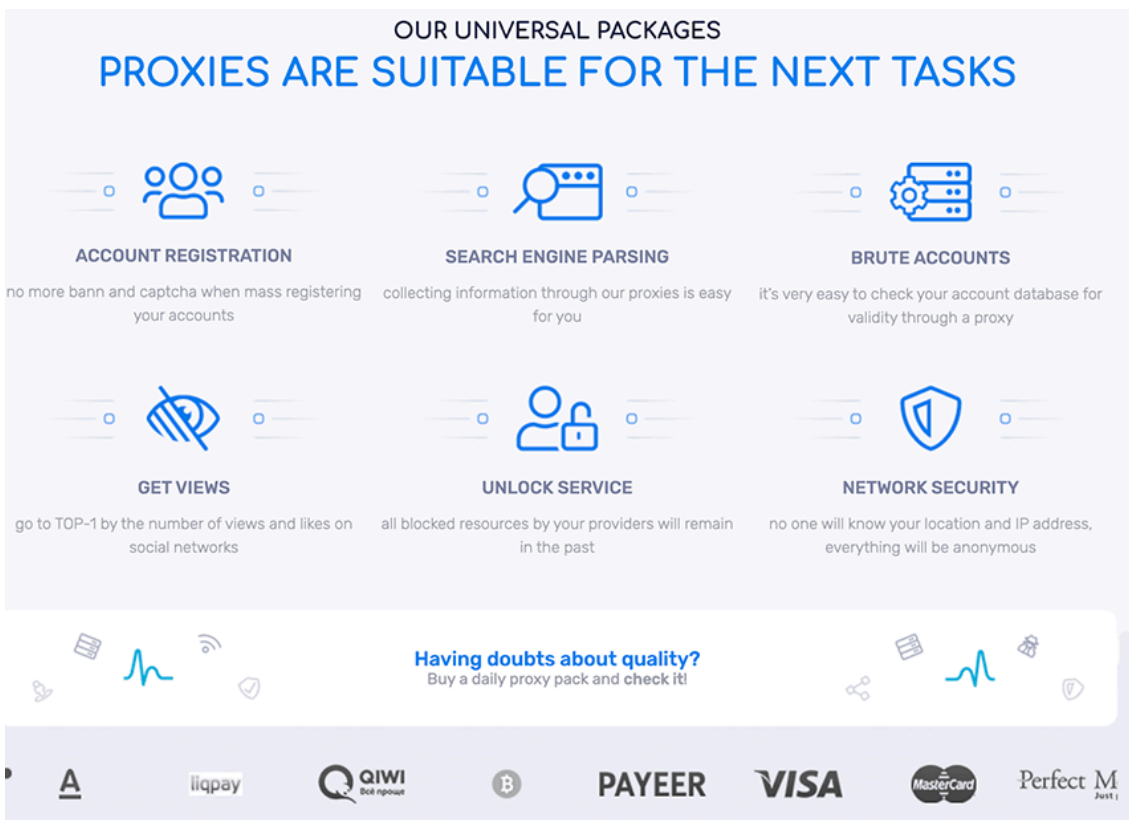 OUR UNIVERSAL PACKAGES
PROXIES ARE SUITABLE FOR THE NEXT TASKS
ACCOUNT REGISTRATION
no more bann and captcha when mass registering
your accounts
SEARCH ENGINE PARSING
collecting information through our proxies is easy
for you
BRUTE ACCOUNTS
it's very easy to check your account database for
validity through a proxy
GET VIEWS
go to TOP-1 by the number of views and likes on
social networks
UNLOCK SERVICE
all blocked resources by your providers will remain
in the past
NETWORK SECURITY
no one will know your location and IP address,
everything will be anonymous
Having doubts about quality?
Buy a daily proxy pack and check it!
A
liqpay
QIWI
Всё проще
PAYEER
VISA
MasterCard
Perfect M
Just